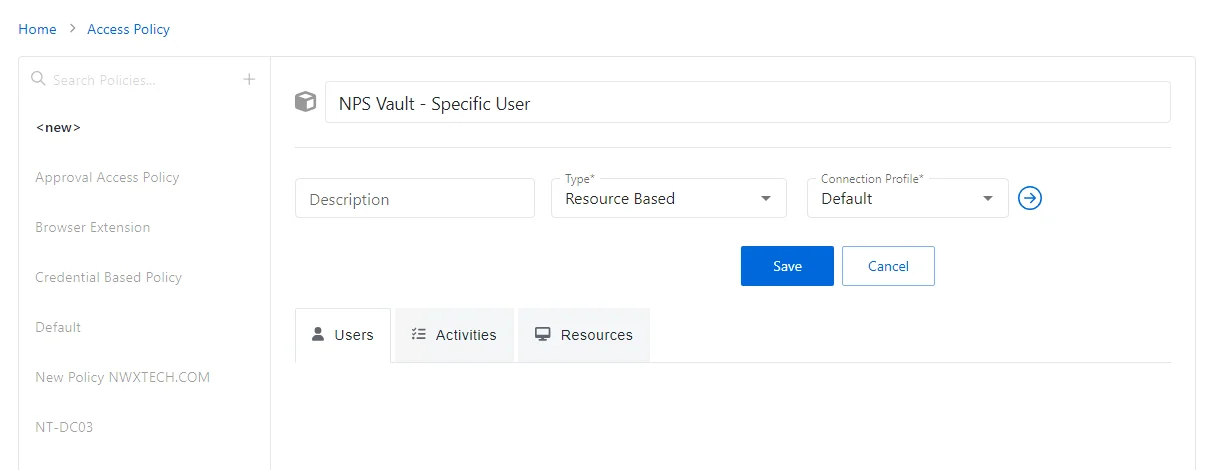 Home > Access Policy
Search Policies...
<new>
Approval Access Policy
Browser Extension
Credential Based Policy
Default
New Policy NWXTECH.COM
NT-DC03
NPS Vault - Specific User
Description
Type*
Resource Based
Connection Profile*
Default
Save Cancel
Users Activities Resources